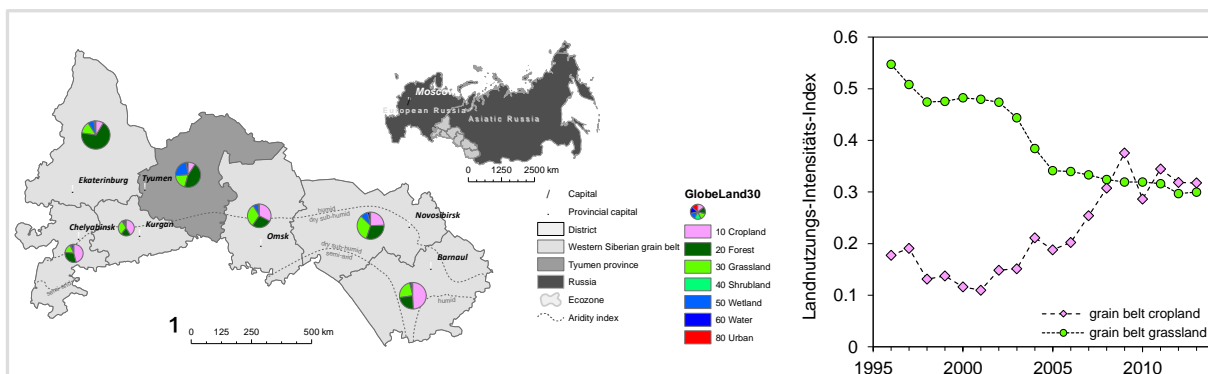 Moscow
European Russia
Asiatic Russia
0 1250 2500 km
Ekaterinburg
Tyumen
Chelyabinsk
Kurgan
Omsk
Novosibirsk
Barnaul
humid
dry sub-humid
dry sub-humid
semi-arid
humid
1
0 125 250 500 km
Capital
Provincial capital
District
Western Siberian grain belt
Tyumen province
Russia
Ecozone
Aridity index
GlobeLand30
10 Cropland
20 Forest
30 Grassland
40 Shrubland
50 Wetland
60 Water
80 Urban
Landnutzungs-Intensitäts-Index
0.6
0.5
0.4
0.3
0.2
0.1
0
1995 2000 2005 2010
grain belt cropland
grain belt grassland